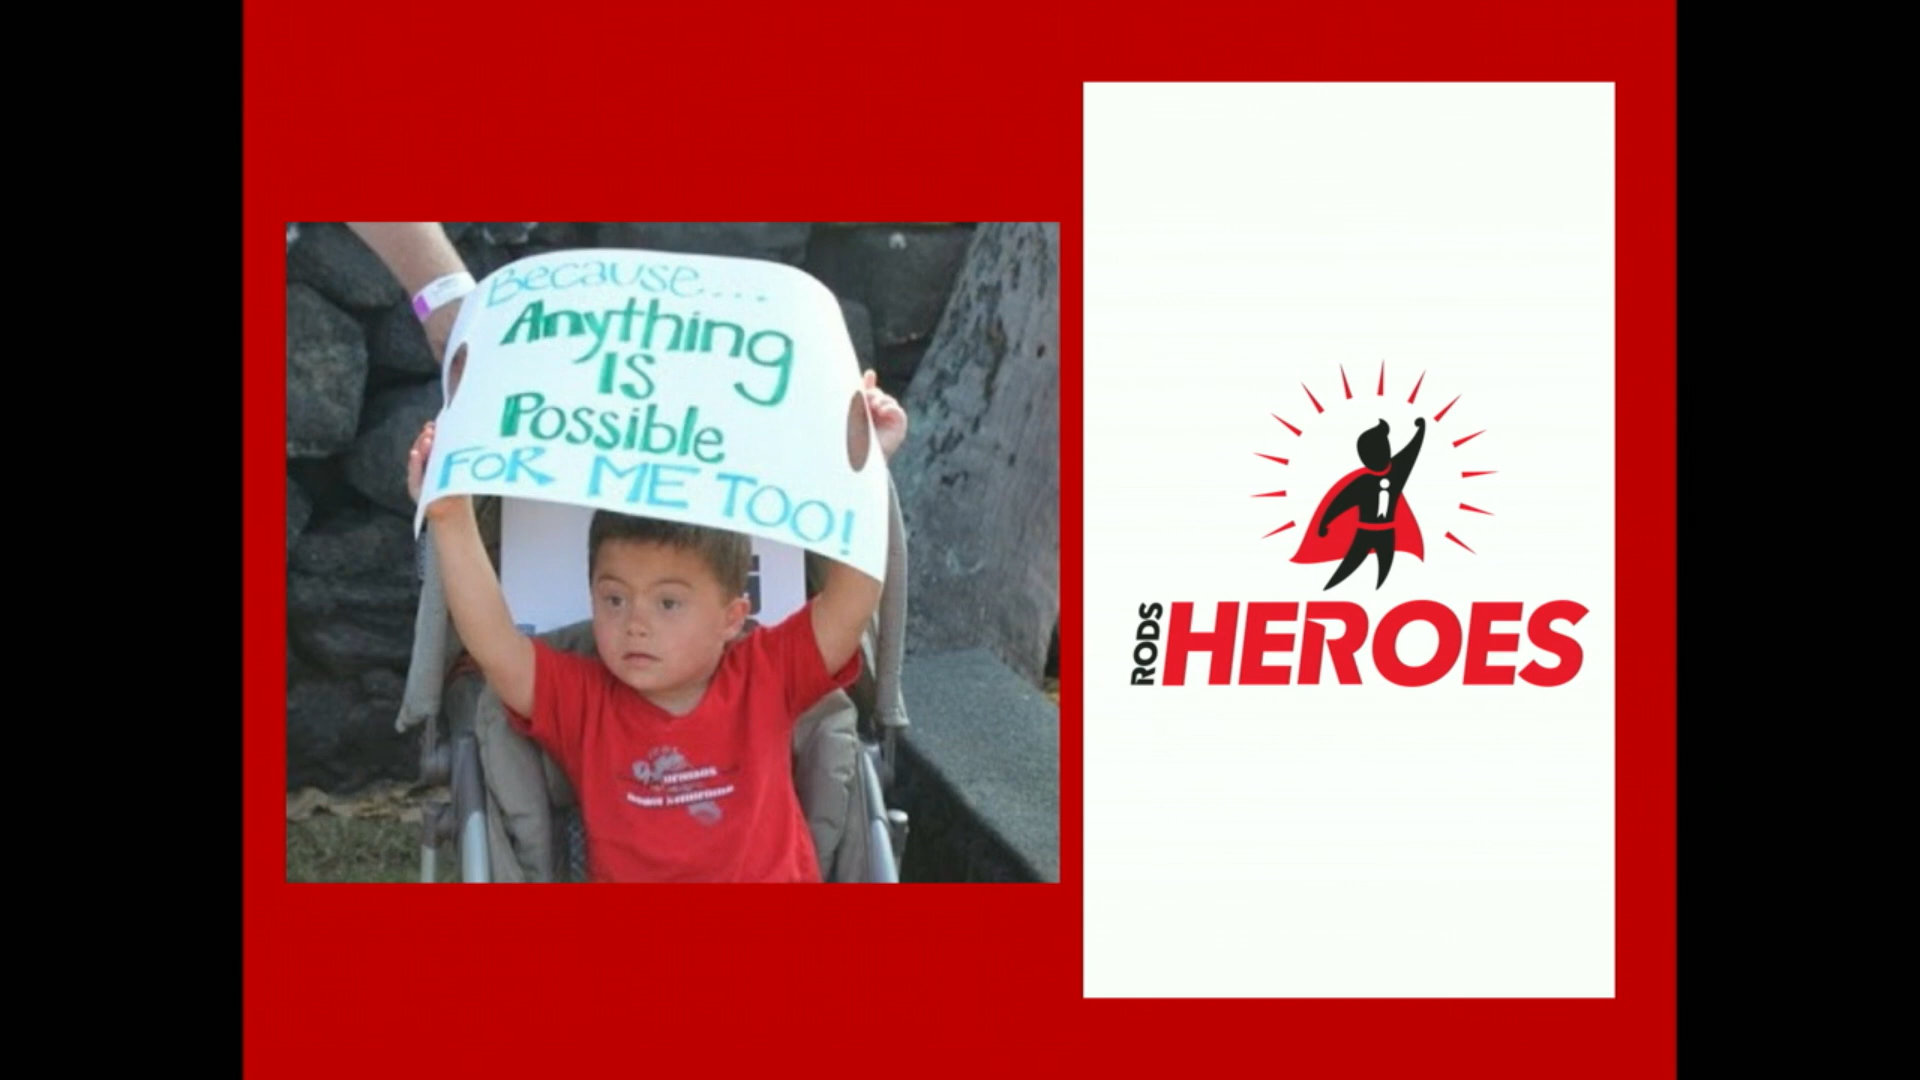 Because...
Anything
IS
Possible
FOR ME TOO!
RODS
HEROES